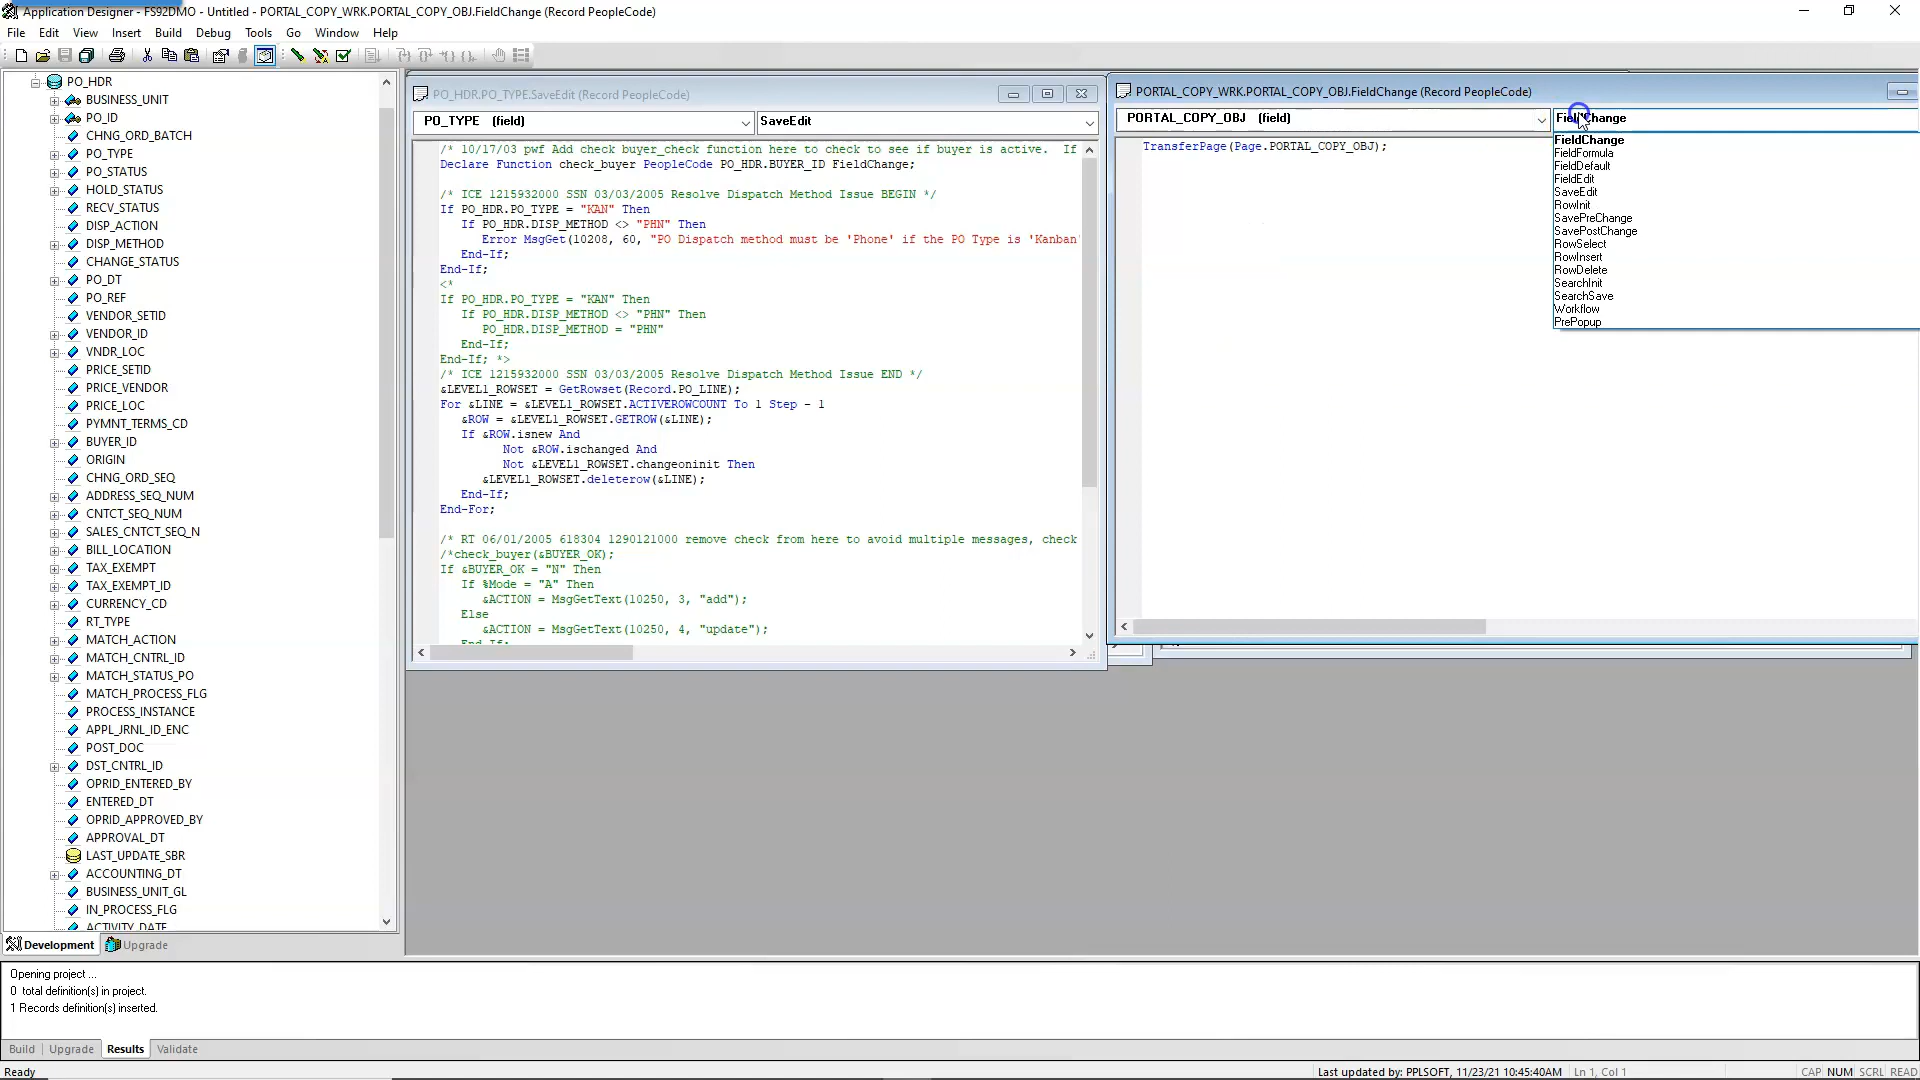 Application Designer - FS92DMO - Untitled - PORTAL_COPY_WRK.PORTAL_COPY_OBJ.FieldChange (Record PeopleCode)
File Edit View Insert Build Debug Tools Go Window Help
PO_HDR
BUSINESS_UNIT
PO_ID
CHNG_ORD_BATCH
PO_TYPE
PO_STATUS
HOLD_STATUS
RECV_STATUS
DISP_ACTION
DISP_METHOD
CHANGE_STATUS
PO_DT
PO_REF
VENDOR_SETID
VENDOR_ID
VNDR_LOC
PRICE_SETID
PRICE_VENDOR
PRICE_LOC
PYMNT_TERMS_CD
BUYER_ID
ORIGIN
CHNG_ORD_SEQ
ADDRESS_SEQ_NUM
CNTCT_SEQ_NUM
SALES_CNTCT_SEQ_N
BILL_LOCATION
TAX_EXEMPT
TAX_EXEMPT_ID
CURRENCY_CD
RT_TYPE
MATCH_ACTION
MATCH_CNTRL_ID
MATCH_STATUS_PO
MATCH_PROCESS_FLG
PROCESS_INSTANCE
APPL_JRNL_ID_ENC
POST_DOC
DST_CNTRL_ID
OPRID_ENTERED_BY
ENTERED_DT
OPRID_APPROVED_BY
APPROVAL_DT
LAST_UPDATE_SBR
ACCOUNTING_DT
BUSINESS_UNIT_GL
IN_PROCESS_FLG
ACTIVITY_DATE
Development Upgrade
PO_HDR.PO_TYPE.SaveEdit (Record PeopleCode)
PO_TYPE (field) SaveEdit
/* 10/17/03 pwf Add check buyer_check function here to check to see if buyer is active. If
Declare Function check_buyer PeopleCode PO_HDR.BUYER_ID FieldChange;
/* ICE 1215932000 SSN 03/03/2005 Resolve Dispatch Method Issue BEGIN */
If PO_HDR.PO_TYPE = "KAN" Then
If PO_HDR.DISP_METHOD <> "PHN" Then
Error MsgGet(10208, 60, "PO Dispatch method must be 'Phone' if the PO Type is 'Kanban'
End-If;
End-If;
<*
If PO_HDR.PO_TYPE = "KAN" Then
If PO_HDR.DISP_METHOD <> "PHN" Then
PO_HDR.DISP_METHOD = "PHN"
End-If;
End-If; *>
/* ICE 1215932000 SSN 03/03/2005 Resolve Dispatch Method Issue END */
&LEVEL1_ROWSET = GetRowset(Record.PO_LINE);
For &LINE = &LEVEL1_ROWSET.ACTIVEROWCOUNT To 1 Step - 1
&ROW = &LEVEL1_ROWSET.GETROW(&LINE);
If &ROW.isnew And
Not &ROW.ischanged And
Not &LEVEL1_ROWSET.changeoninit Then
&LEVEL1_ROWSET.deleterow(&LINE);
End-If;
End-For;
/* RT 06/01/2005 618304 1290121000 remove check from here to avoid multiple messages, check
/*check_buyer(&BUYER_OK);
If &BUYER_OK = "N" Then
If %Mode = "A" Then
&ACTION = MsgGetText(10250, 3, "add");
Else
&ACTION = MsgGetText(10250, 4, "update");
End-If;
PORTAL_COPY_WRK.PORTAL_COPY_OBJ.FieldChange (Record PeopleCode)
PORTAL_COPY_OBJ (field) FieldChange
TransferPage(Page.PORTAL_COPY_OBJ);
FieldChange
FieldFormula
FieldDefault
FieldEdit
SaveEdit
RowInit
SavePreChange
SavePostChange
RowSelect
RowInsert
RowDelete
SearchInit
SearchSave
Workflow
PrePopup
Opening project ...
0 total definition(s) in project.
1 Records definition(s) inserted.
Build Upgrade Results Validate
Ready Last updated by: PPLSOFT, 11/23/21 10:45:40AM Ln 1, Col 1 CAP NUM SCRL READ